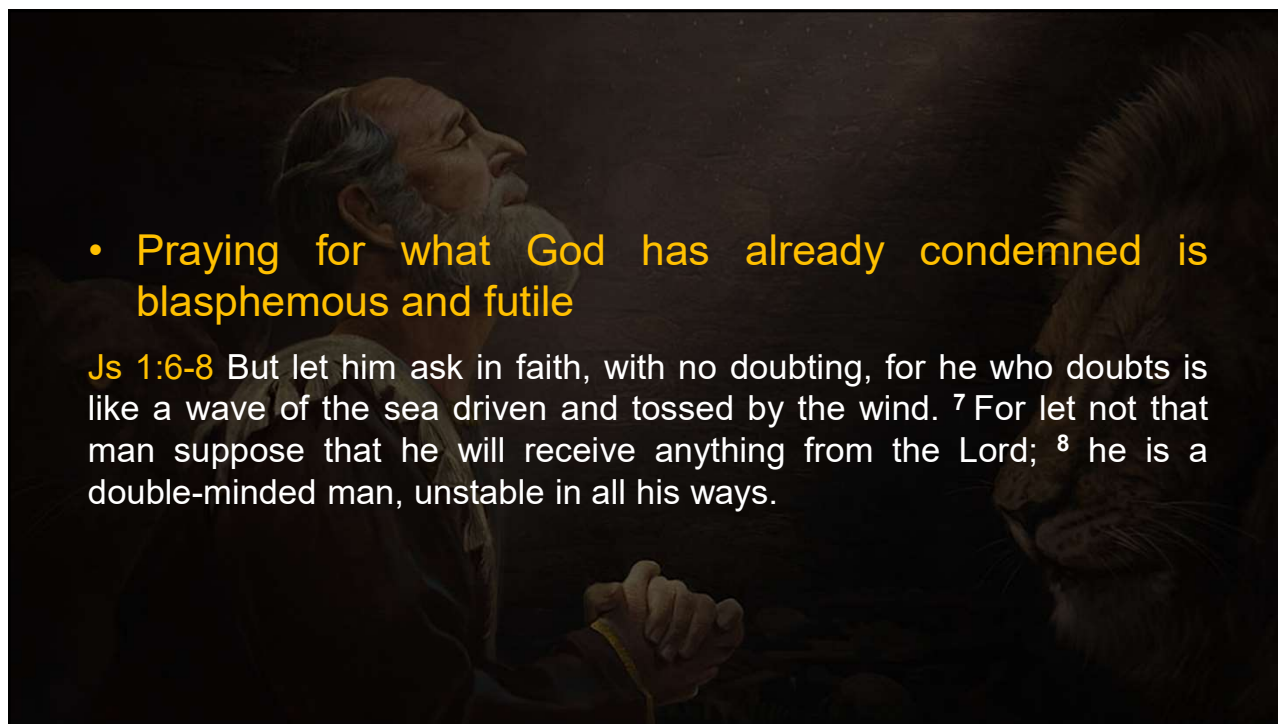 • Praying for what God has already condemned is
blasphemous and futile
Js 1:6-8 But let him ask in faith, with no doubting, for he who doubts is
like a wave of the sea driven and tossed by the wind. 7 For let not that
man suppose that he will receive anything from the Lord; 8 he is a
double-minded man, unstable in all his ways.